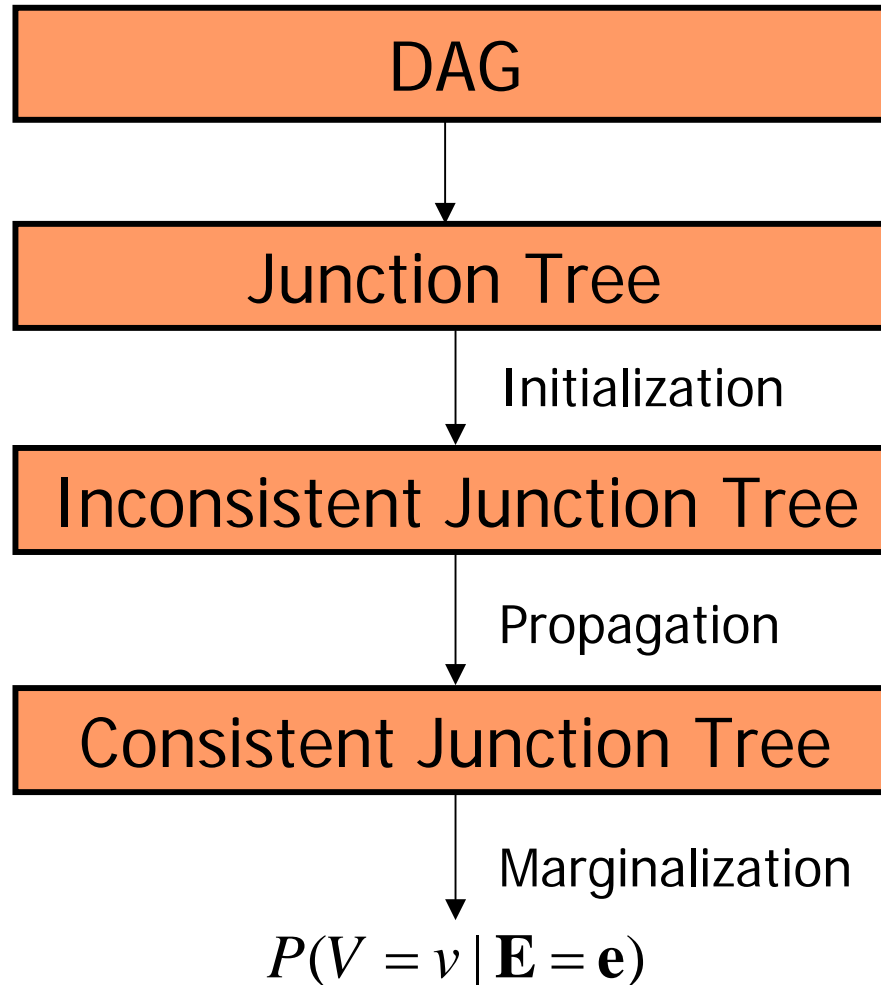 DAG
Junction Tree
Initialization
Inconsistent Junction Tree
Propagation
Consistent Junction Tree
Marginalization
P(V = v | E = e)